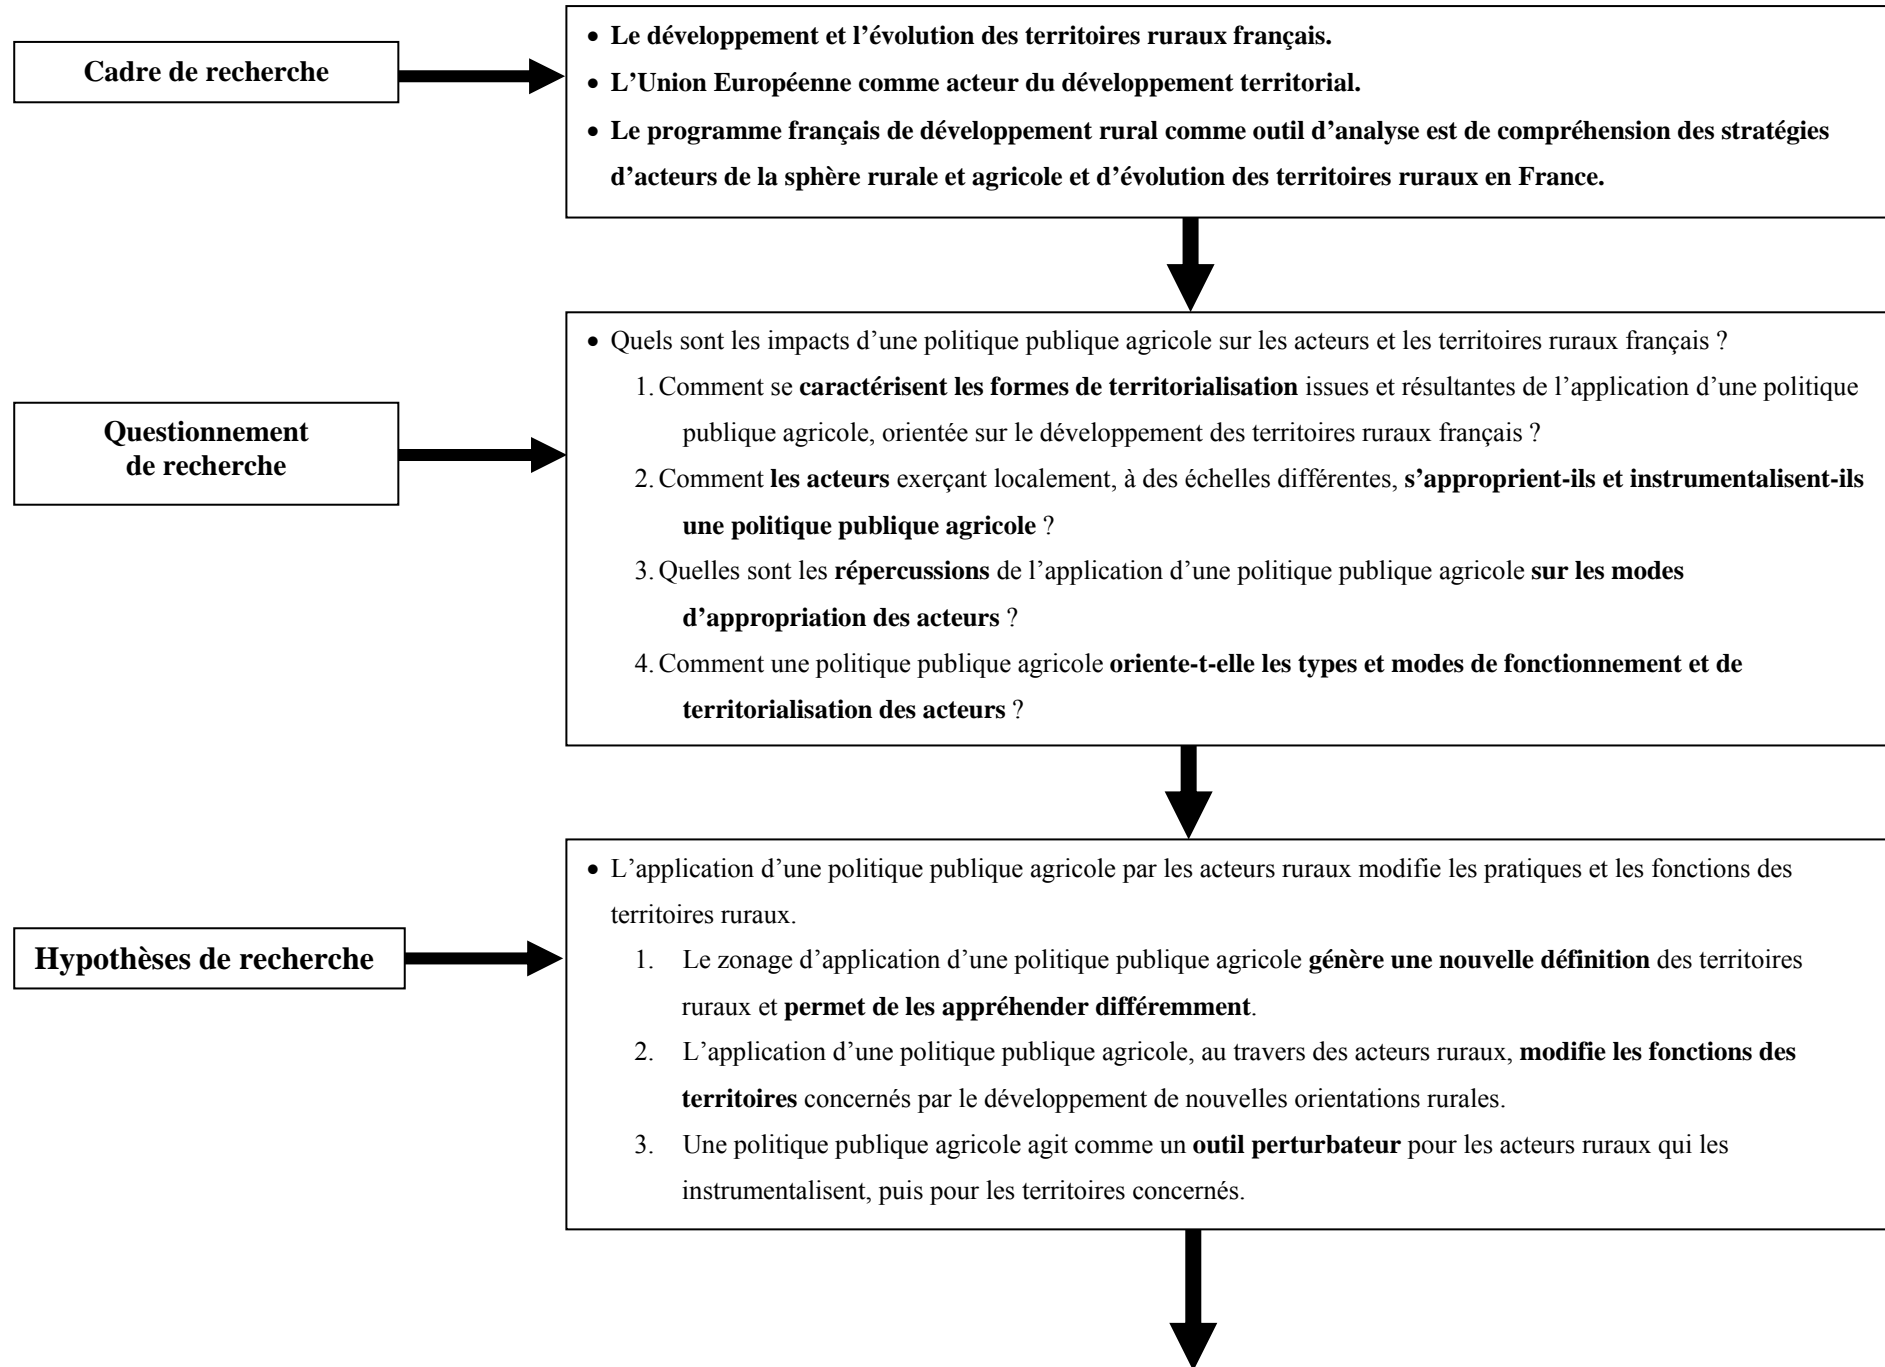 Cadre de recherche
• Le développement et l’évolution des territoires ruraux français.
• L’Union Européenne comme acteur du développement territorial.
• Le programme français de développement rural comme outil d’analyse est de compréhension des stratégies
d’acteurs de la sphère rurale et agricole et d’évolution des territoires ruraux en France.
Questionnement
de recherche
• Quels sont les impacts d’une politique publique agricole sur les acteurs et les territoires ruraux français ?
1. Comment se caractérisent les formes de territorialisation issues et résultantes de l’application d’une politique
publique agricole, orientée sur le développement des territoires ruraux français ?
2. Comment les acteurs exerçant localement, à des échelles différentes, s’approprient-ils et instrumentalisent-ils
une politique publique agricole ?
3. Quelles sont les répercussions de l’application d’une politique publique agricole sur les modes
d’appropriation des acteurs ?
4. Comment une politique publique agricole oriente-t-elle les types et modes de fonctionnement et de
territorialisation des acteurs ?
Hypothèses de recherche
• L’application d’une politique publique agricole par les acteurs ruraux modifie les pratiques et les fonctions des
territoires ruraux.
1. Le zonage d’application d’une politique publique agricole génère une nouvelle définition des territoires
ruraux et permet de les appréhender différemment.
2. L’application d’une politique publique agricole, au travers des acteurs ruraux, modifie les fonctions des
territoires concernés par le développement de nouvelles orientations rurales.
3. Une politique publique agricole agit comme un outil perturbateur pour les acteurs ruraux qui les
instrumentalisent, puis pour les territoires concernés.